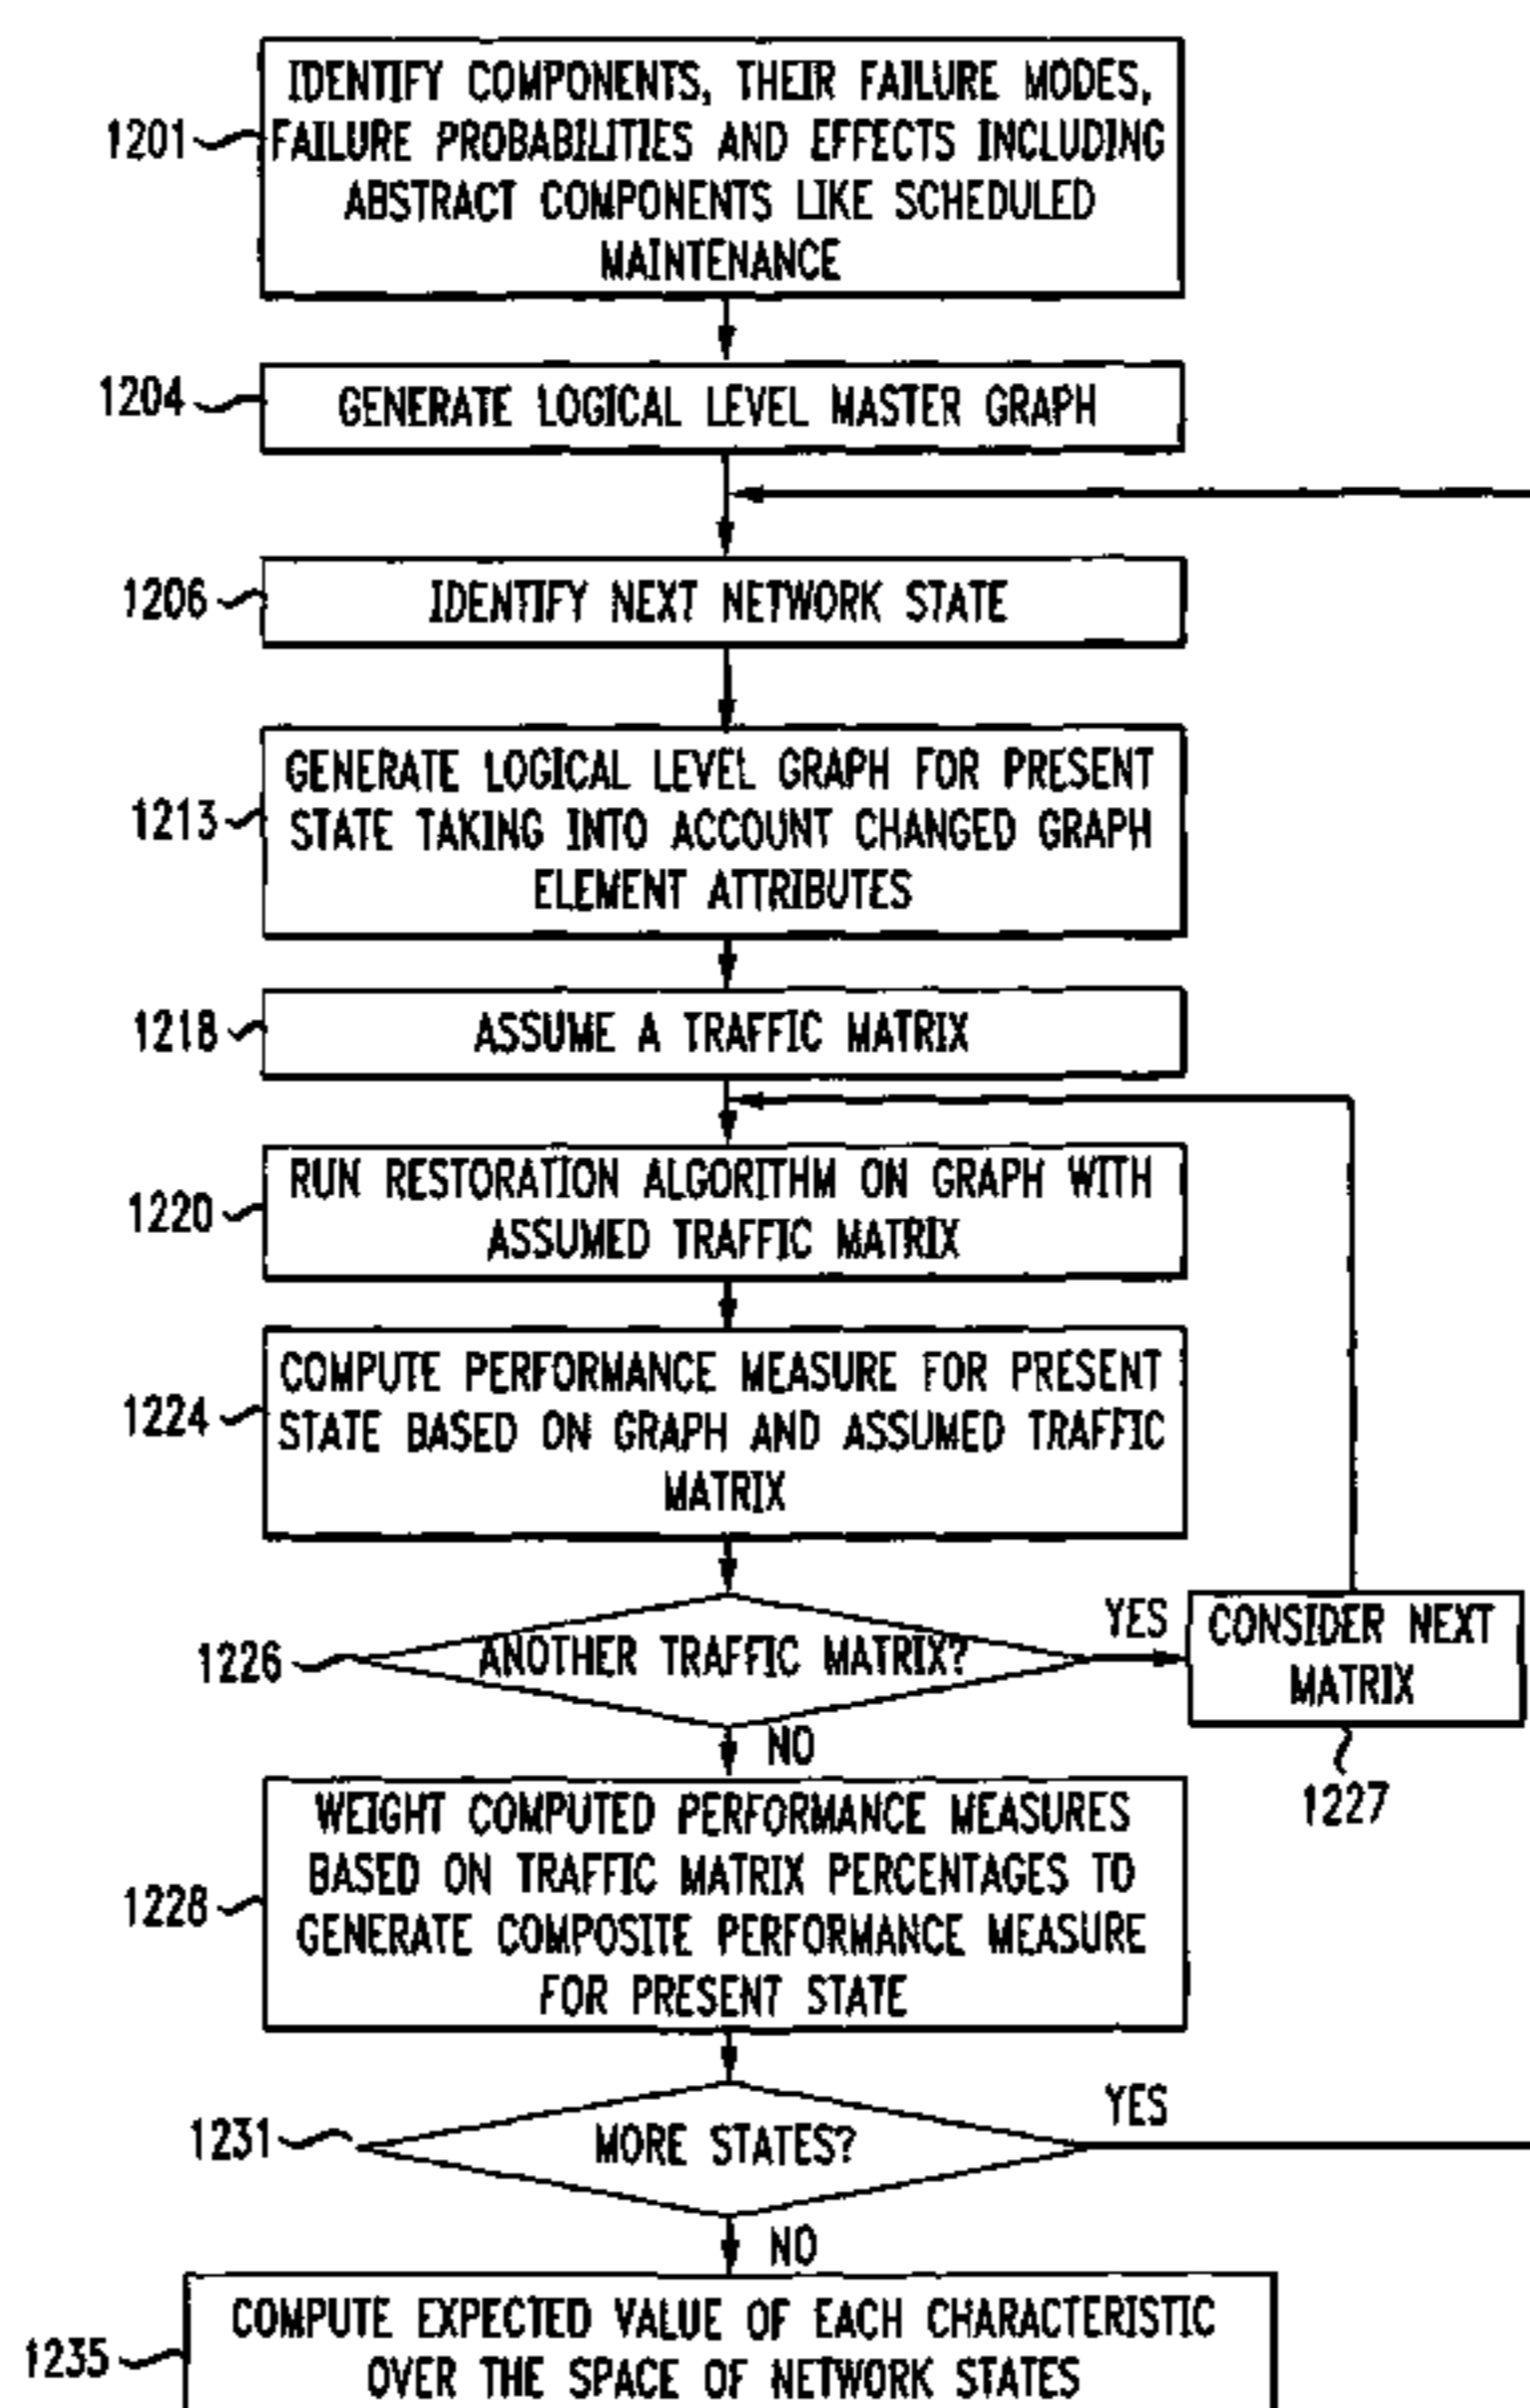 1201
IDENTIFY COMPONENTS, THEIR FAILURE MODES,
FAILURE PROBABILITIES AND EFFECTS INCLUDING
ABSTRACT COMPONENTS LIKE SCHEDULED
MAINTENANCE
1204
GENERATE LOGICAL LEVEL MASTER GRAPH
1206
IDENTIFY NEXT NETWORK STATE
1213
GENERATE LOGICAL LEVEL GRAPH FOR PRESENT
STATE TAKING INTO ACCOUNT CHANGED GRAPH
ELEMENT ATTRIBUTES
1218
ASSUME A TRAFFIC MATRIX
1220
RUN RESTORATION ALGORITHM ON GRAPH WITH
ASSUMED TRAFFIC MATRIX
1224
COMPUTE PERFORMANCE MEASURE FOR PRESENT
STATE BASED ON GRAPH AND ASSUMED TRAFFIC
MATRIX
1226
ANOTHER TRAFFIC MATRIX?
YES
CONSIDER NEXT
MATRIX
1227
NO
1228
WEIGHT COMPUTED PERFORMANCE MEASURES
BASED ON TRAFFIC MATRIX PERCENTAGES TO
GENERATE COMPOSITE PERFORMANCE MEASURE
FOR PRESENT STATE
1231
MORE STATES?
YES
NO
1235
COMPUTE EXPECTED VALUE OF EACH CHARACTERISTIC
OVER THE SPACE OF NETWORK STATES